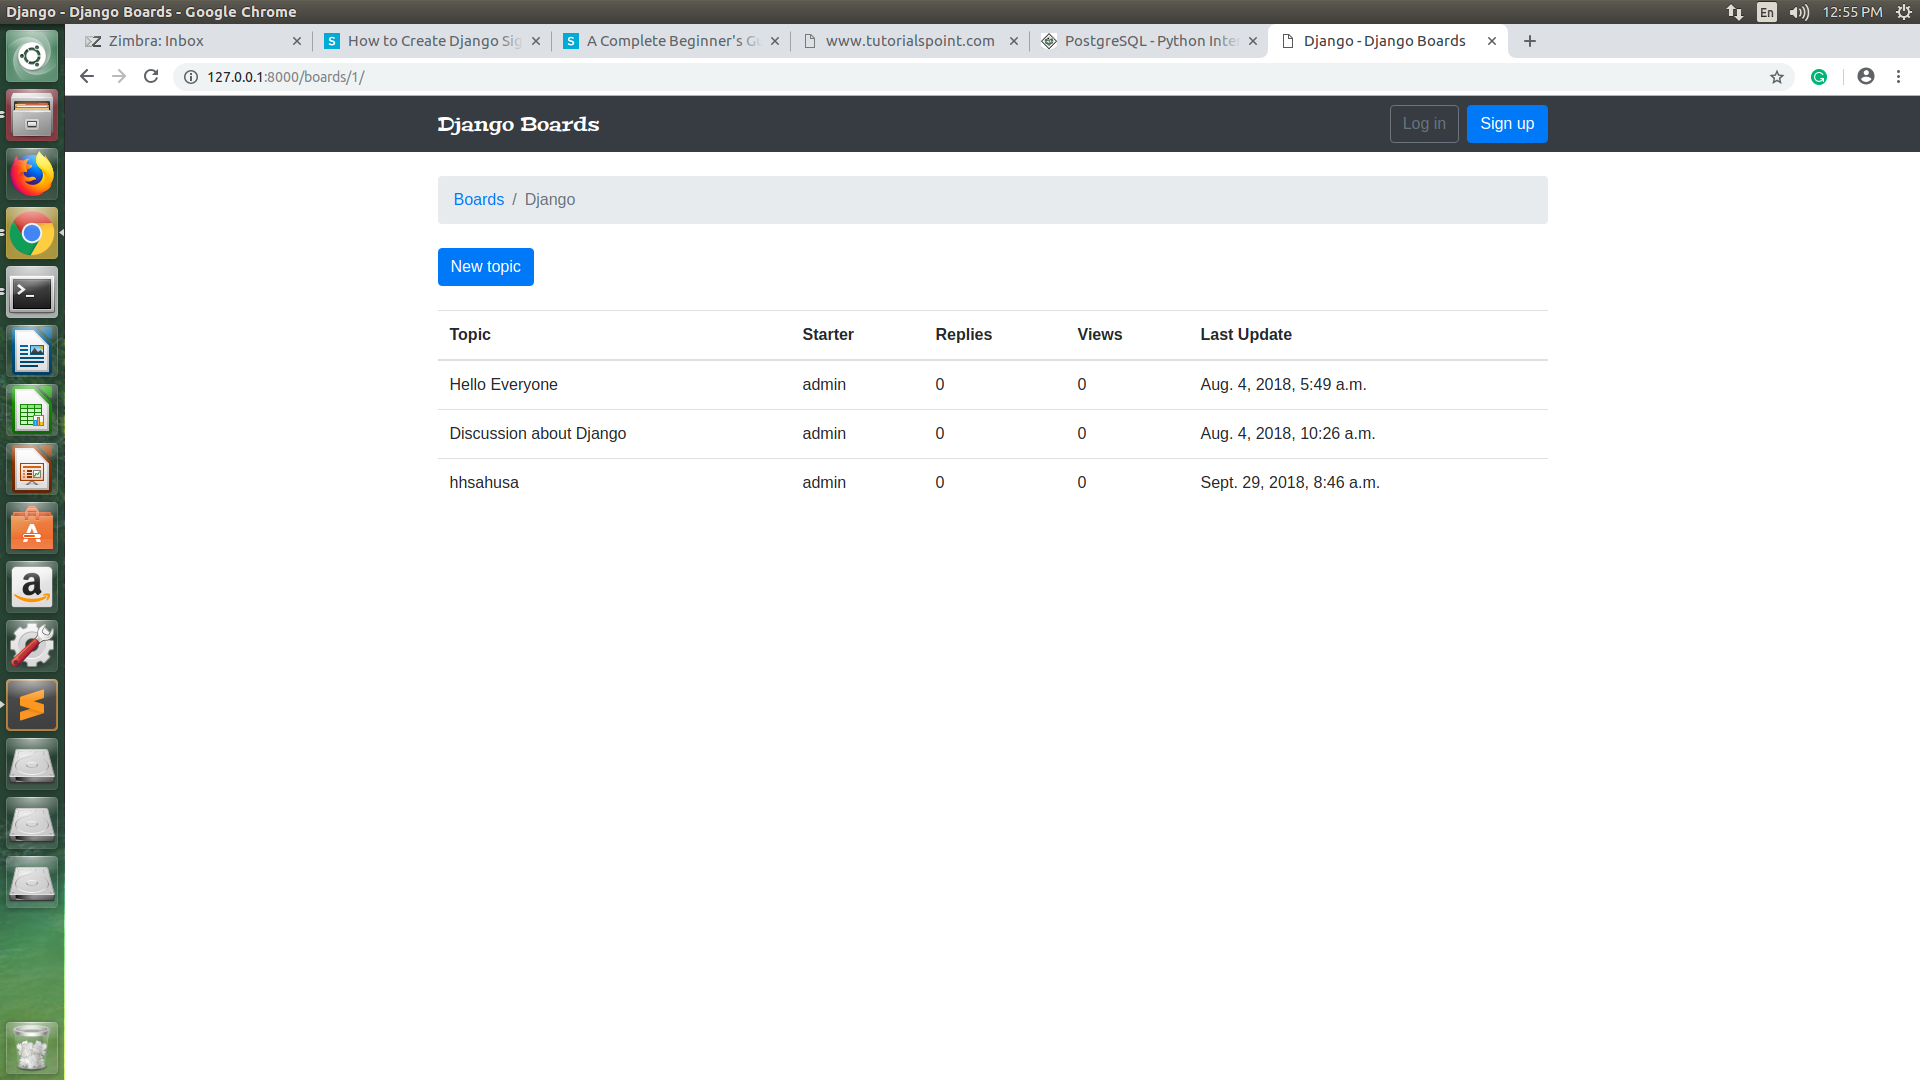 Django - Django Boards - Google Chrome
En
12:55 PM
Zimbra: Inbox
How to Create Django Sig
A Complete Beginner's Gu
www.tutorialspoint.com
PostgreSQL - Python Inter
Django - Django Boards
127.0.0.1:8000/boards/1/
Django Boards
Log in
Sign up
Boards / Django
New topic
Topic Starter Replies Views Last Update
Hello Everyone admin 0 0 Aug. 4, 2018, 5:49 a.m.
Discussion about Django admin 0 0 Aug. 4, 2018, 10:26 a.m.
hhsahusa admin 0 0 Sept. 29, 2018, 8:46 a.m.